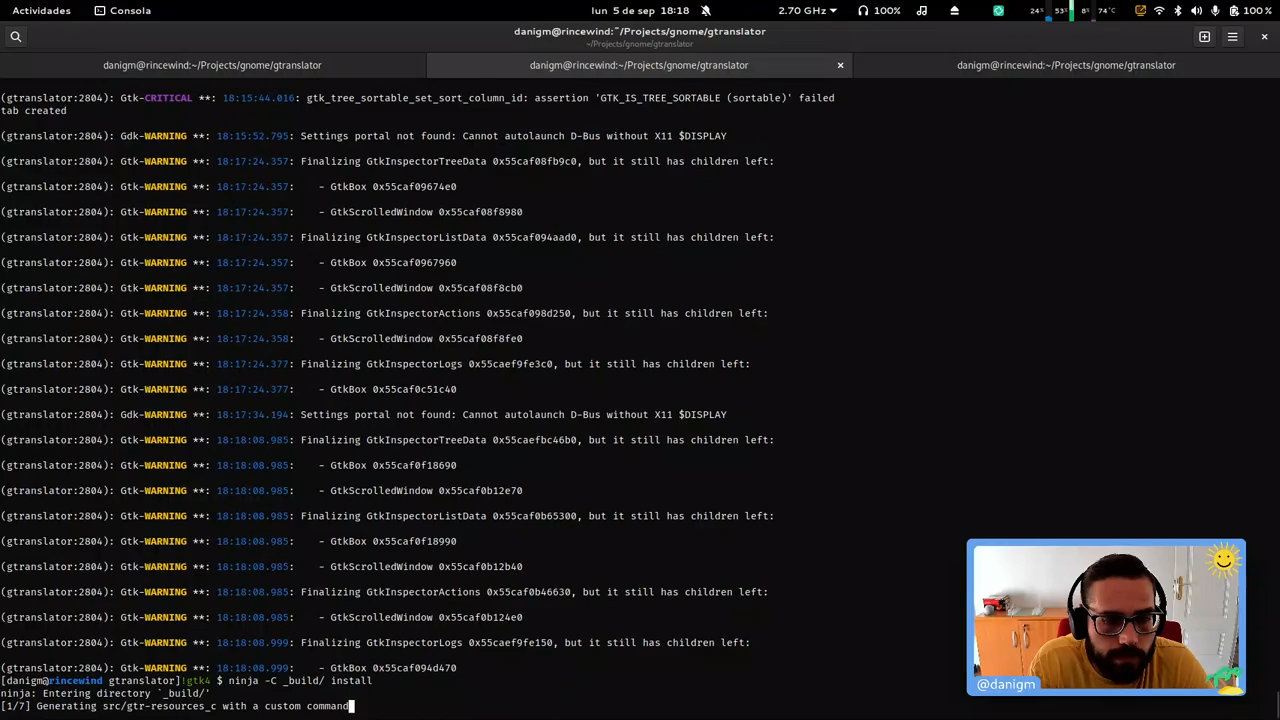 Actividades Consola lun 5 de sep 18:18 2.70 GHz 100% 24% 53% 8% 74°C 100 %
danigm@rincewind:~/Projects/gnome/gtranslator
~/Projects/gnome/gtranslator
danigm@rincewind:~/Projects/gnome/gtranslator danigm@rincewind:~/Projects/gnome/gtranslator danigm@rincewind:~/Projects/gnome/gtranslator
(gtranslator:2804): Gtk-CRITICAL **: 18:15:44.016: gtk_tree_sortable_set_sort_column_id: assertion 'GTK_IS_TREE_SORTABLE (sortable)' failed
tab created
(gtranslator:2804): Gdk-WARNING **: 18:15:52.795: Settings portal not found: Cannot autolaunch D-Bus without X11 $DISPLAY
(gtranslator:2804): Gtk-WARNING **: 18:17:24.357: Finalizing GtkInspectorTreeData 0x55caf08fb9c0, but it still has children left:
(gtranslator:2804): Gtk-WARNING **: 18:17:24.357: - GtkBox 0x55caf09674e0
(gtranslator:2804): Gtk-WARNING **: 18:17:24.357: - GtkScrolledWindow 0x55caf08f8980
(gtranslator:2804): Gtk-WARNING **: 18:17:24.357: Finalizing GtkInspectorListData 0x55caf094aad0, but it still has children left:
(gtranslator:2804): Gtk-WARNING **: 18:17:24.357: - GtkBox 0x55caf0967960
(gtranslator:2804): Gtk-WARNING **: 18:17:24.357: - GtkScrolledWindow 0x55caf08f8cb0
(gtranslator:2804): Gtk-WARNING **: 18:17:24.358: Finalizing GtkInspectorActions 0x55caf098d250, but it still has children left:
(gtranslator:2804): Gtk-WARNING **: 18:17:24.358: - GtkScrolledWindow 0x55caf08f8fe0
(gtranslator:2804): Gtk-WARNING **: 18:17:24.377: Finalizing GtkInspectorLogs 0x55caef9fe3c0, but it still has children left:
(gtranslator:2804): Gtk-WARNING **: 18:17:24.377: - GtkBox 0x55caf0c51c40
(gtranslator:2804): Gdk-WARNING **: 18:17:34.194: Settings portal not found: Cannot autolaunch D-Bus without X11 $DISPLAY
(gtranslator:2804): Gtk-WARNING **: 18:18:08.985: Finalizing GtkInspectorTreeData 0x55caefbc46b0, but it still has children left:
(gtranslator:2804): Gtk-WARNING **: 18:18:08.985: - GtkBox 0x55caf0f18690
(gtranslator:2804): Gtk-WARNING **: 18:18:08.985: - GtkScrolledWindow 0x55caf0b12e70
(gtranslator:2804): Gtk-WARNING **: 18:18:08.985: Finalizing GtkInspectorListData 0x55caf0b65300, but it still has children left:
(gtranslator:2804): Gtk-WARNING **: 18:18:08.985: - GtkBox 0x55caf0f18990
(gtranslator:2804): Gtk-WARNING **: 18:18:08.985: - GtkScrolledWindow 0x55caf0b12b40
(gtranslator:2804): Gtk-WARNING **: 18:18:08.985: Finalizing GtkInspectorActions 0x55caf0b46630, but it still has children left:
(gtranslator:2804): Gtk-WARNING **: 18:18:08.985: - GtkScrolledWindow 0x55caf0b124e0
(gtranslator:2804): Gtk-WARNING **: 18:18:08.999: Finalizing GtkInspectorLogs 0x55caef9fe150, but it still has children left:
(gtranslator:2804): Gtk-WARNING **: 18:18:08.999: - GtkBox 0x55caf094d470
[danigm@rincewind gtranslator]!gtk4 $ ninja -C _build/ install
ninja: Entering directory `_build/'
[1/7] Generating src/gtr-resources_c with a custom command
@danigm